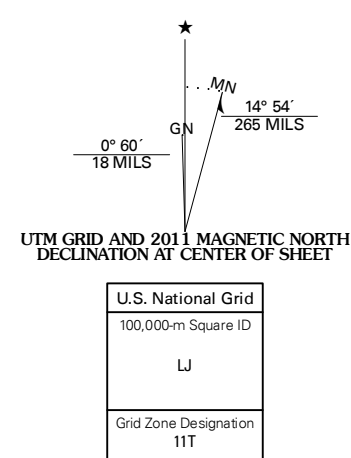 ★
MN
GN
14° 54´
265 MILS
0° 60´
18 MILS
UTM GRID AND 2011 MAGNETIC NORTH
DECLINATION AT CENTER OF SHEET
U.S. National Grid
100,000-m Square ID
LJ
Grid Zone Designation
11T